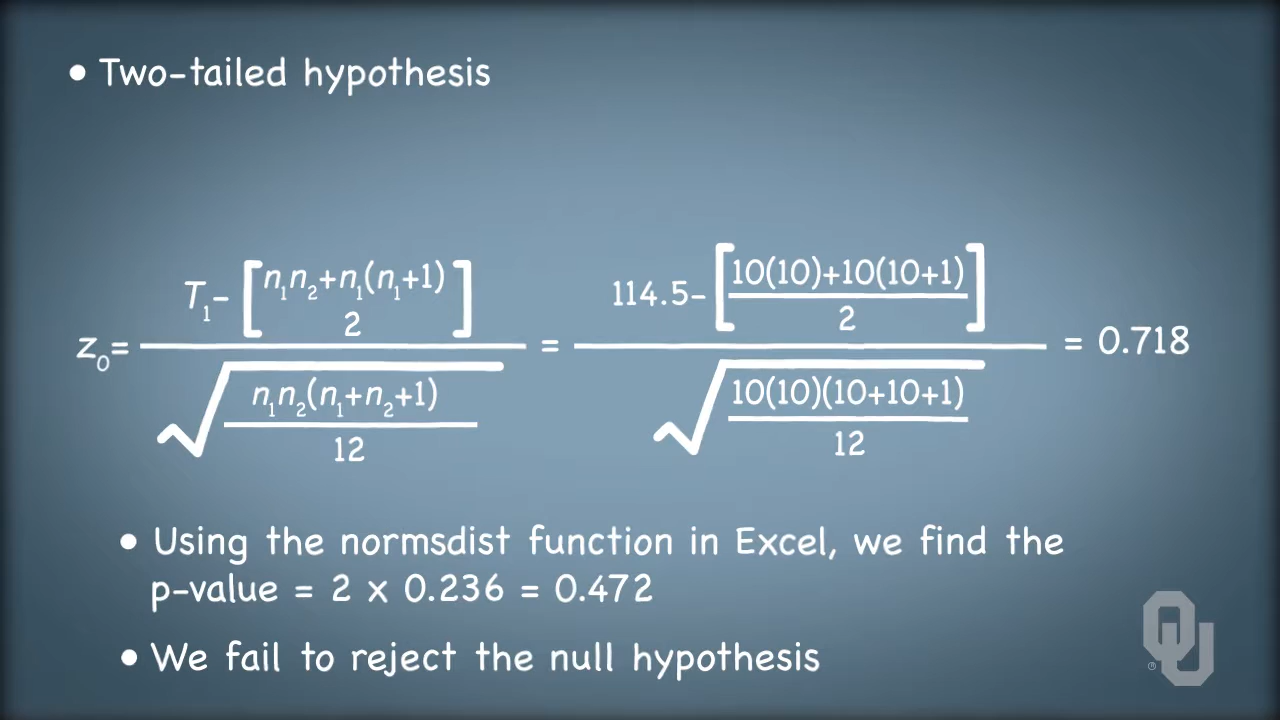 • Two-tailed hypothesis
z₀ = (T₁ - [(n₁n₂+n₁(n₁+1))/2]) / √(n₁n₂(n₁+n₂+1)/12) = (114.5 - [(10(10)+10(10+1))/2]) / √(10(10)(10+10+1)/12) = 0.718
• Using the normsdist function in Excel, we find the
p-value = 2 x 0.236 = 0.472
• We fail to reject the null hypothesis
OU
®